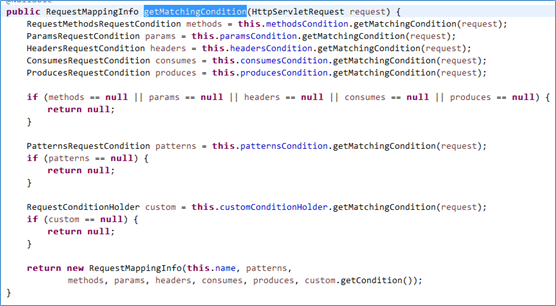 @Nullable
public RequestMappingInfo getMatchingCondition(HttpServletRequest request) {
RequestMethodsRequestCondition methods = this.methodsCondition.getMatchingCondition(request);
ParamsRequestCondition params = this.paramsCondition.getMatchingCondition(request);
HeadersRequestCondition headers = this.headersCondition.getMatchingCondition(request);
ConsumesRequestCondition consumes = this.consumesCondition.getMatchingCondition(request);
ProducesRequestCondition produces = this.producesCondition.getMatchingCondition(request);
if (methods == null || params == null || headers == null || consumes == null || produces == null) {
return null;
}
PatternsRequestCondition patterns = this.patternsCondition.getMatchingCondition(request);
if (patterns == null) {
return null;
}
RequestConditionHolder custom = this.customConditionHolder.getMatchingCondition(request);
if (custom == null) {
return null;
}
return new RequestMappingInfo(this.name, patterns,
methods, params, headers, consumes, produces, custom.getCondition());
}